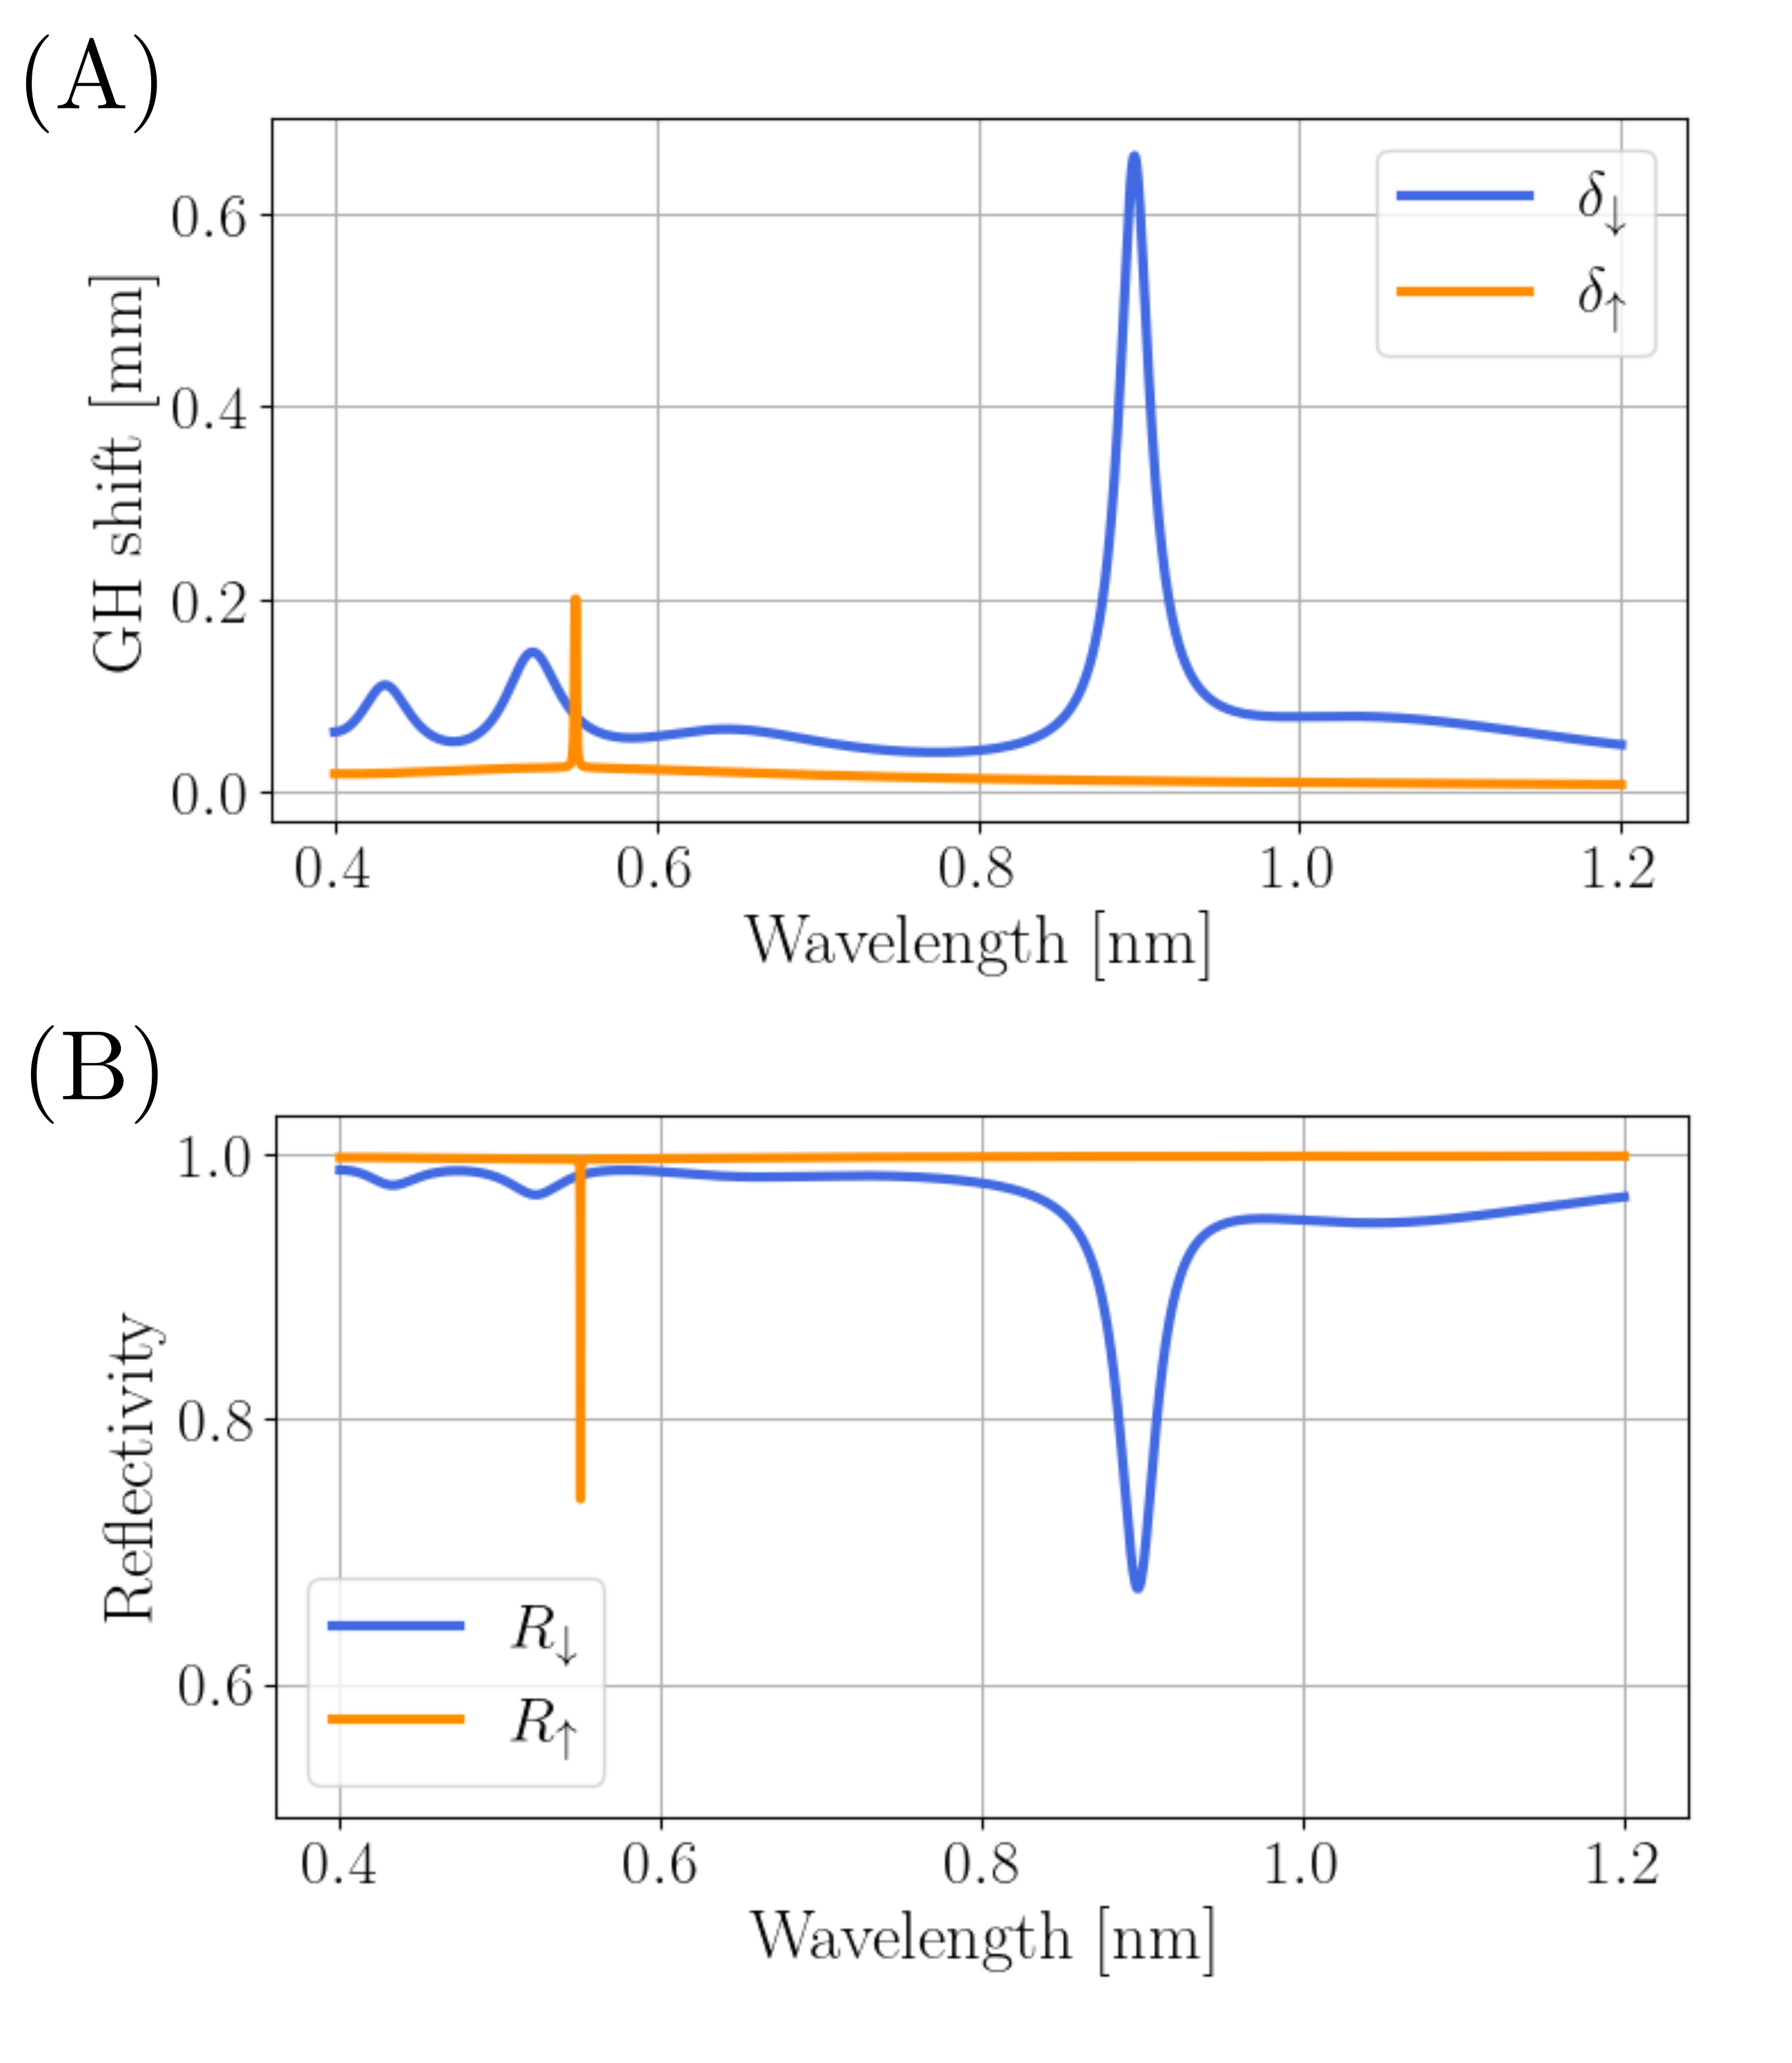 (A)
0.6
0.4
0.2
0.0
GH shift [mm]
δ↓
δ↑
0.4 0.6 0.8 1.0 1.2
Wavelength [nm]
(B)
1.0
0.8
0.6
Reflectivity
R↓
R↑
0.4 0.6 0.8 1.0 1.2
Wavelength [nm]